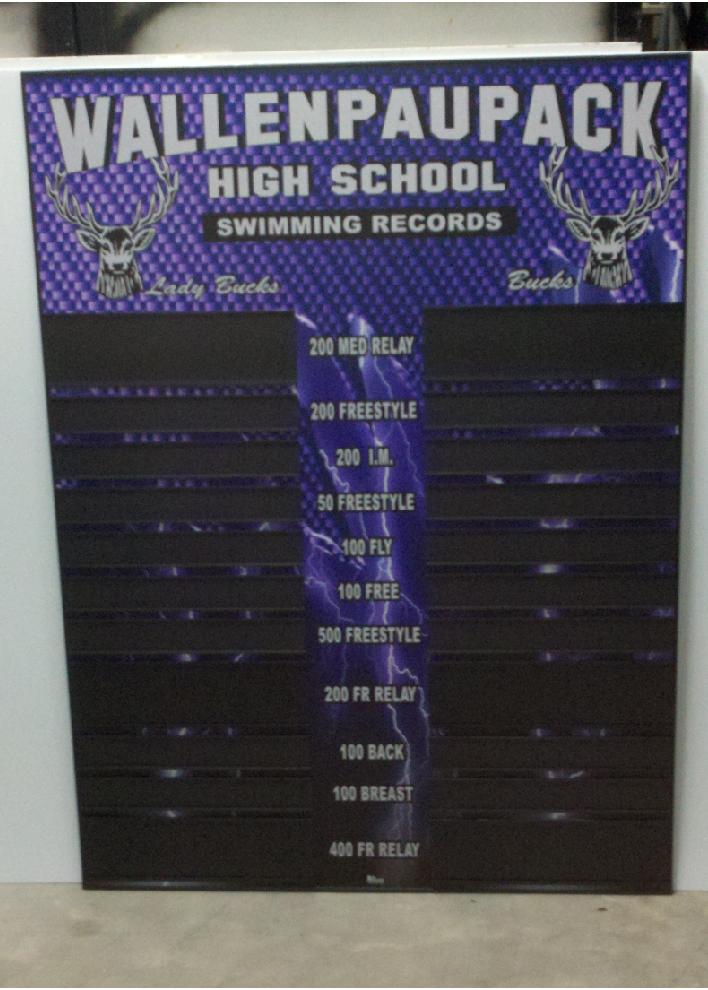 WALLENPAUPACK
HIGH SCHOOL
SWIMMING RECORDS
Lady Bucks
Bucks
200 MED RELAY
200 FREESTYLE
200 I.M.
50 FREESTYLE
100 FLY
100 FREE
500 FREESTYLE
200 FR RELAY
100 BACK
100 BREAST
400 FR RELAY